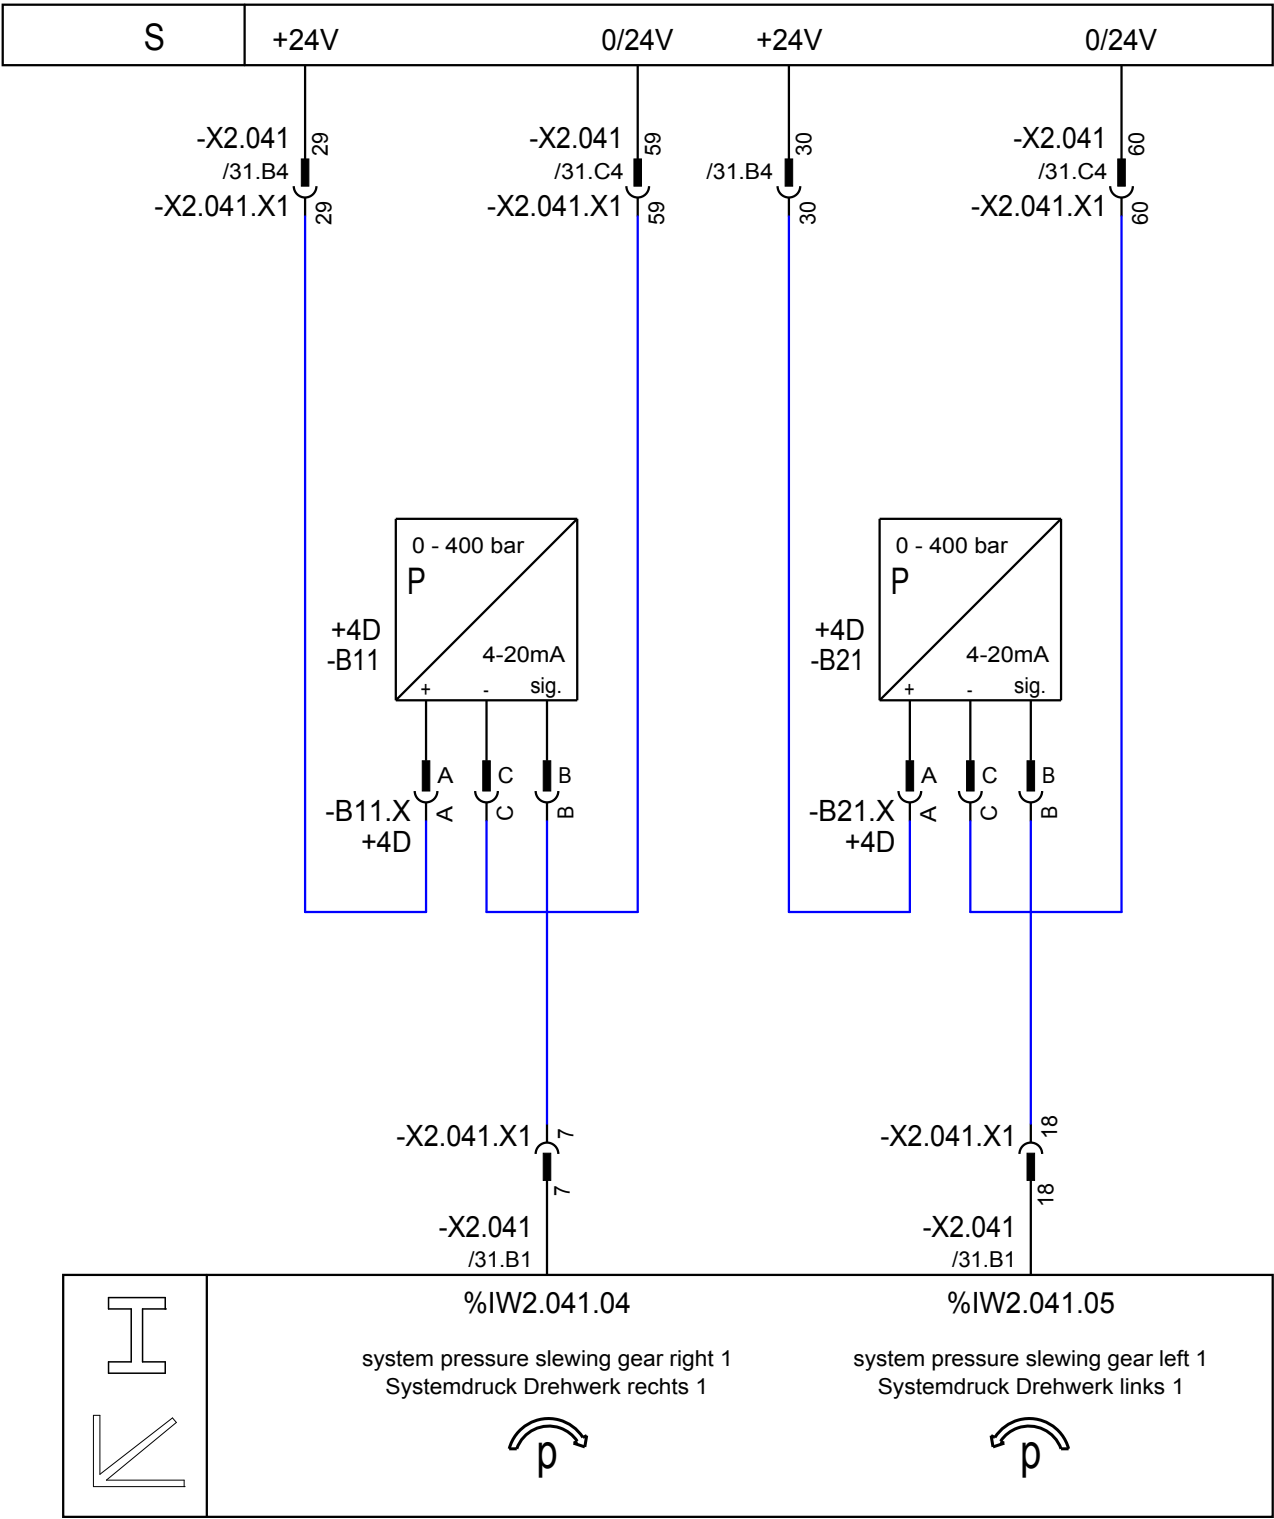 S +24V 0/24V +24V 0/24V
-X2.041 29 -X2.041 59 30 -X2.041 60
/31.B4 /31.C4 /31.B4 /31.C4
-X2.041.X1 29 -X2.041.X1 59 30 -X2.041.X1 60
0 - 400 bar 0 - 400 bar
P P
+4D +4D
-B11 4-20mA -B21 4-20mA
+ - sig. + - sig.
A C B A C B
-B11.X A C B -B21.X A C B
+4D +4D
-X2.041.X1 7 -X2.041.X1 18
7 18
-X2.041 -X2.041
/31.B1 /31.B1
%IW2.041.04 %IW2.041.05
system pressure slewing gear right 1 system pressure slewing gear left 1
Systemdruck Drehwerk rechts 1 Systemdruck Drehwerk links 1
p p